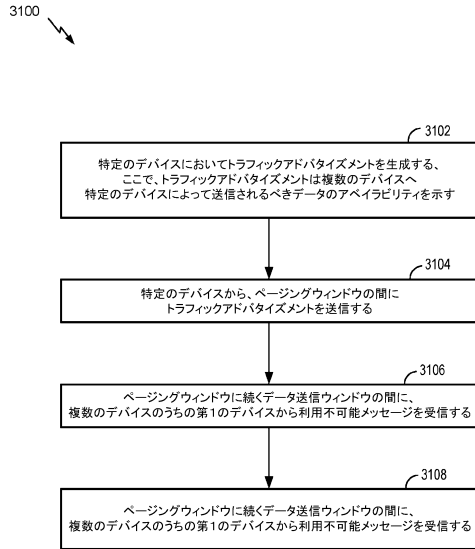 3100
3102
特定のデバイスにおいてトラフィックアドバタイズメントを生成する、
ここで、トラフィックアドバタイズメントは複数のデバイスへ
特定のデバイスによって送信されるべきデータのアベイラビリティを示す
3104
特定のデバイスから、ページングウィンドウの間に
トラフィックアドバタイズメントを送信する
3106
ページングウィンドウに続くデータ送信ウィンドウの間に、
複数のデバイスのうちの第1のデバイスから利用不可能メッセージを受信する
3108
ページングウィンドウに続くデータ送信ウィンドウの間に、
複数のデバイスのうちの第1のデバイスから利用不可能メッセージを受信する